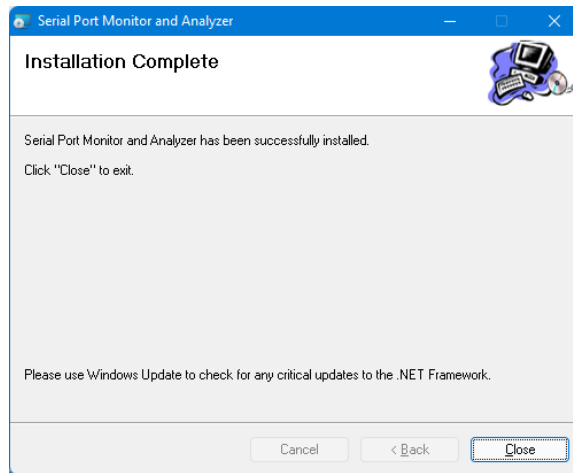 Serial Port Monitor and Analyzer
Installation Complete
Serial Port Monitor and Analyzer has been successfully installed.
Click "Close" to exit.
Please use Windows Update to check for any critical updates to the .NET Framework.
Cancel
< Back
Close